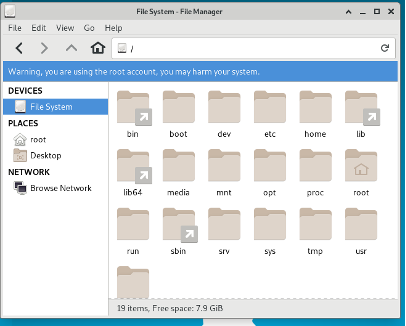 File System - File Manager
File Edit View Go Help
/
Warning, you are using the root account, you may harm your system.
DEVICES
File System
PLACES
root
Desktop
NETWORK
Browse Network
bin boot dev etc home lib
lib64 media mnt opt proc root
run sbin srv sys tmp usr
19 items, Free space: 7.9 GiB